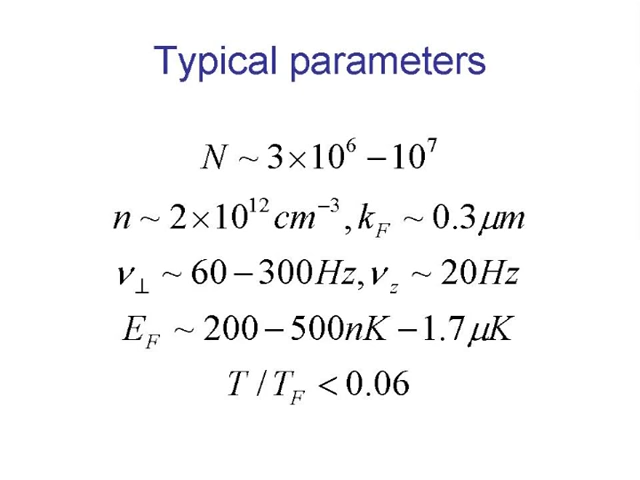 Typical parameters
N ~ 3×10⁶ – 10⁷
n ~ 2×10¹² cm⁻³, k_F ~ 0.3μm
ν_⊥ ~ 60 – 300Hz, ν_z ~ 20Hz
E_F ~ 200 – 500nK – 1.7μK
T / T_F < 0.06